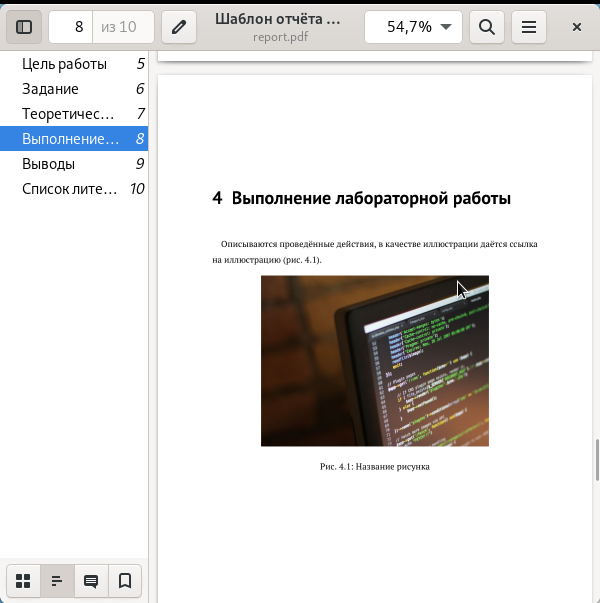 8
из 10
Шаблон отчёта ...
report.pdf
54,7%
Цель работы 5
Задание 6
Теоретичес... 7
Выполнение... 8
Выводы 9
Список лите... 10
4 Выполнение лабораторной работы
Описываются проведённые действия, в качестве иллюстрации даётся ссылка
на иллюстрацию (рис. 4.1).
Рис. 4.1: Название рисунка